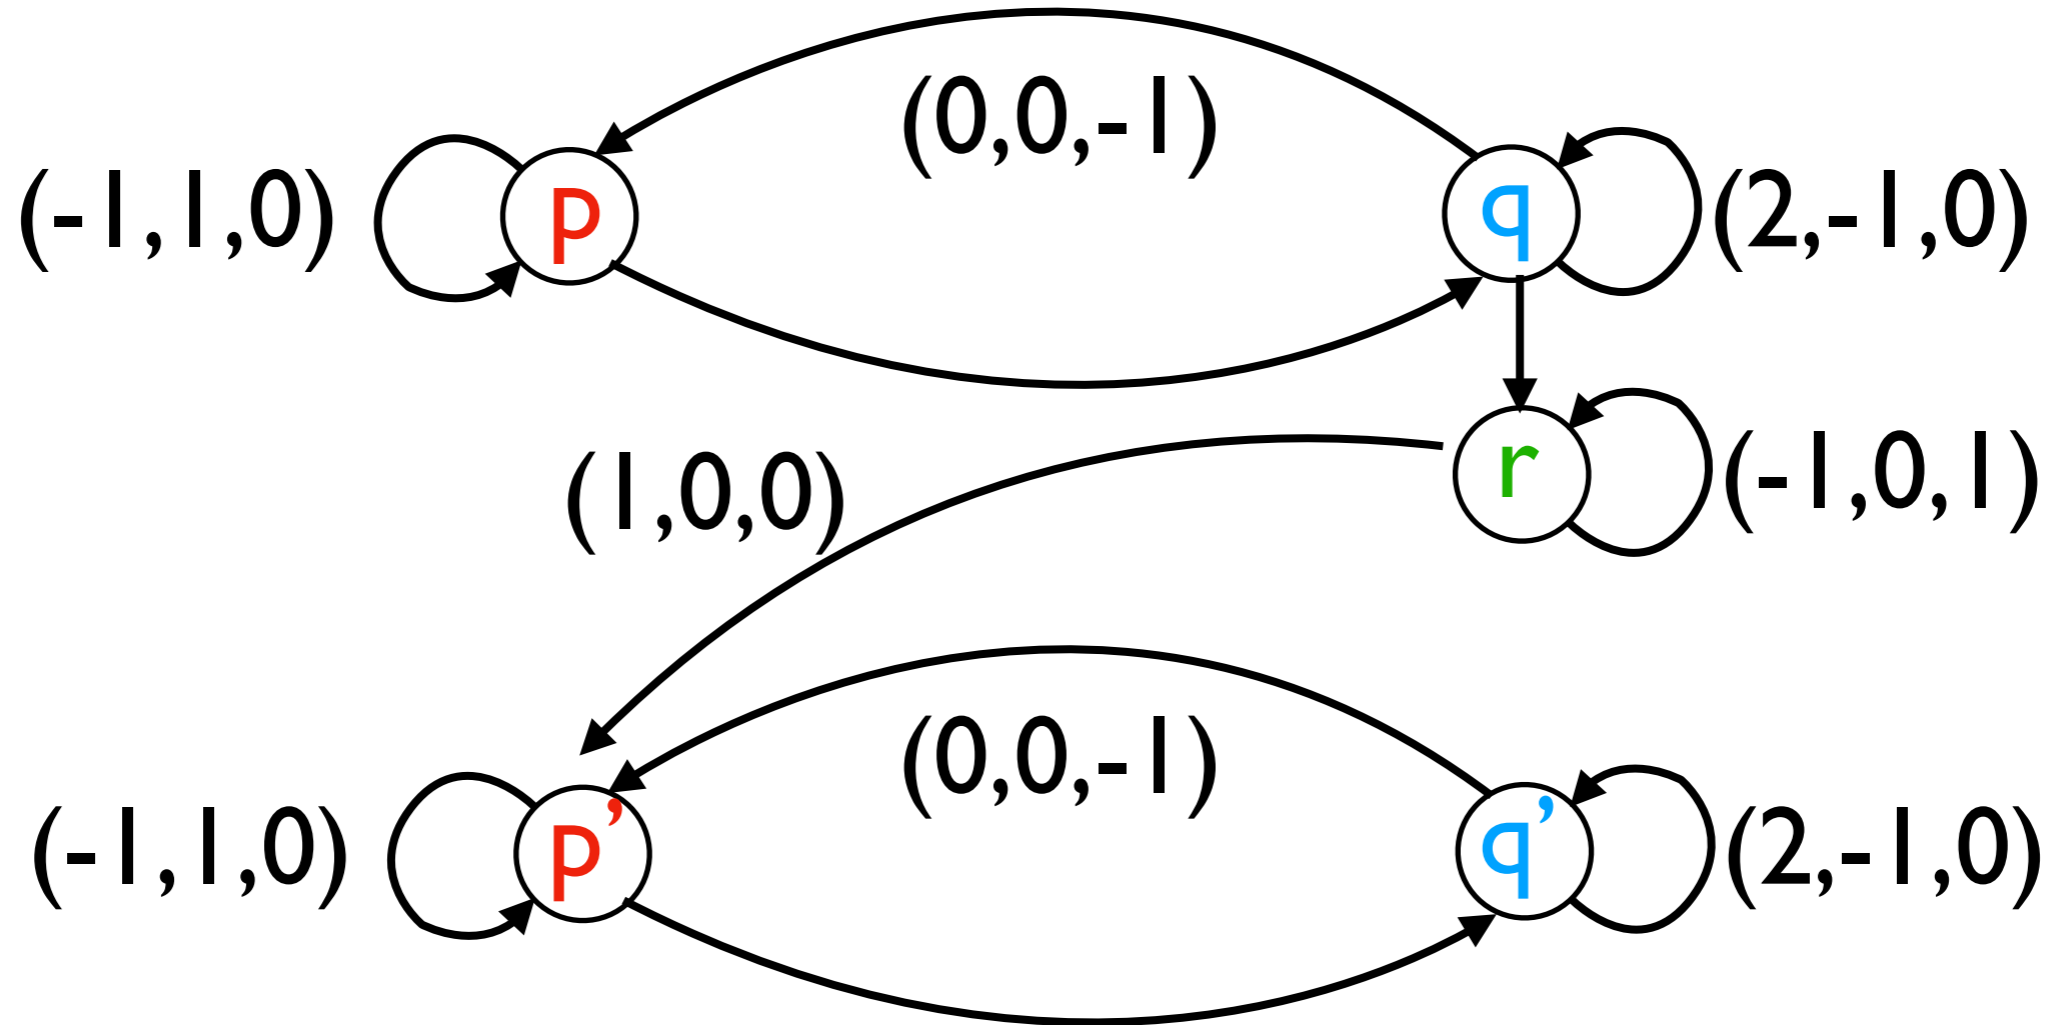 (0,0,-1)
(-1,1,0) p q (2,-1,0)
(1,0,0) r (-1,0,1)
(0,0,-1)
(-1,1,0) p’ q’ (2,-1,0)